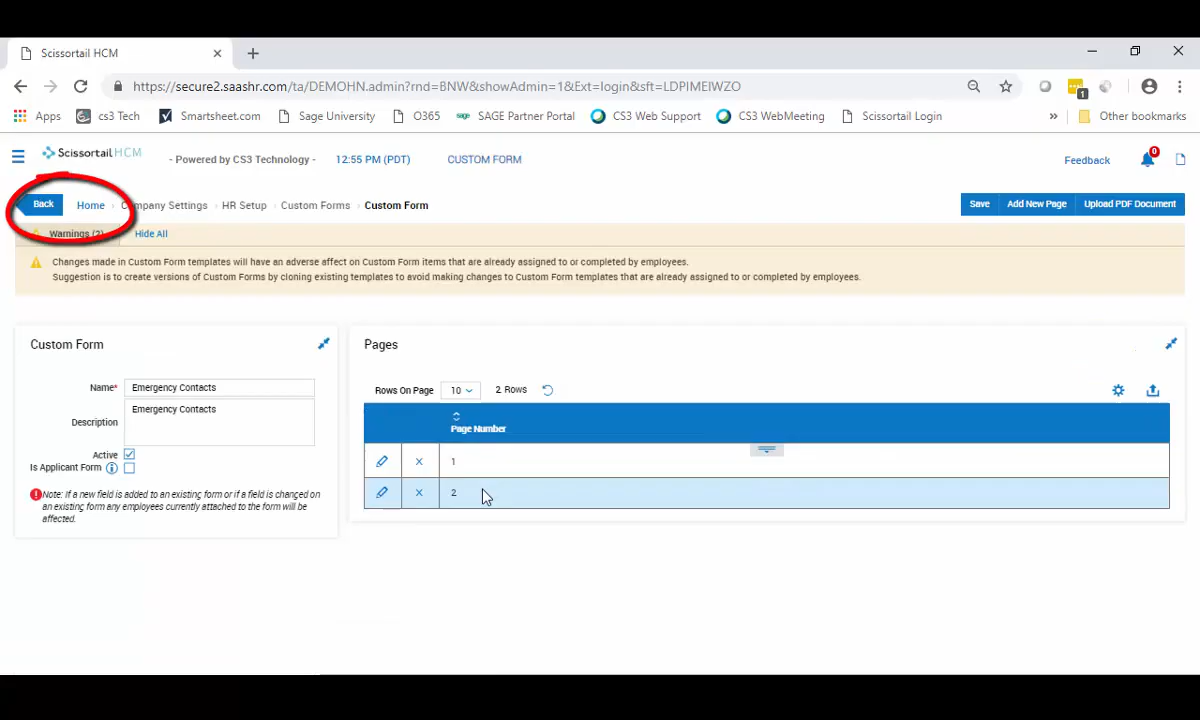 Scissortail HCM
https://secure2.saashr.com/ta/DEMOHN.admin?rnd=BNW&showAdmin=1&Ext=login&sft=LDPIMEIWZO
1
Apps cs3 Tech Smartsheet.com Sage University O365 sage SAGE Partner Portal CS3 Web Support CS3 WebMeeting Scissortail Login » Other bookmarks
Scissortail HCM - Powered by CS3 Technology - 12:55 PM (PDT) CUSTOM FORM Feedback 0
Back Home Company Settings HR Setup Custom Forms Custom Form Save Add New Page Upload PDF Document
Warnings (2) Hide All
Changes made in Custom Form templates will have an adverse affect on Custom Form items that are already assigned to or completed by employees.
Suggestion is to create versions of Custom Forms by cloning existing templates to avoid making changes to Custom Form templates that are already assigned to or completed by employees.
Custom Form
Pages
Name* Emergency Contacts
Description Emergency Contacts
Active
Is Applicant Form
Note: If a new field is added to an existing form or if a field is changed on
an existing form any employees currently attached to the form will be
affected.
Rows On Page 10 2 Rows
Page Number
1
2